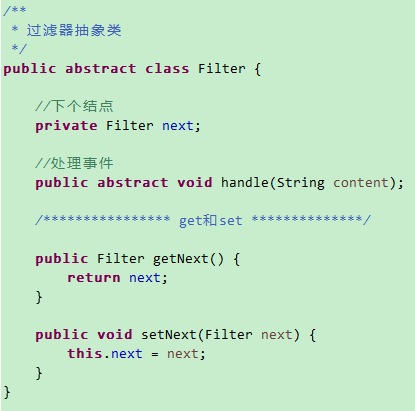 /**
 * 过滤器抽象类
 */
public abstract class Filter {
    //下个结点
    private Filter next;
    //处理事件
    public abstract void handle(String content);
    /**************** get和set **************/
    public Filter getNext() {
        return next;
    }
    public void setNext(Filter next) {
        this.next = next;
    }
}